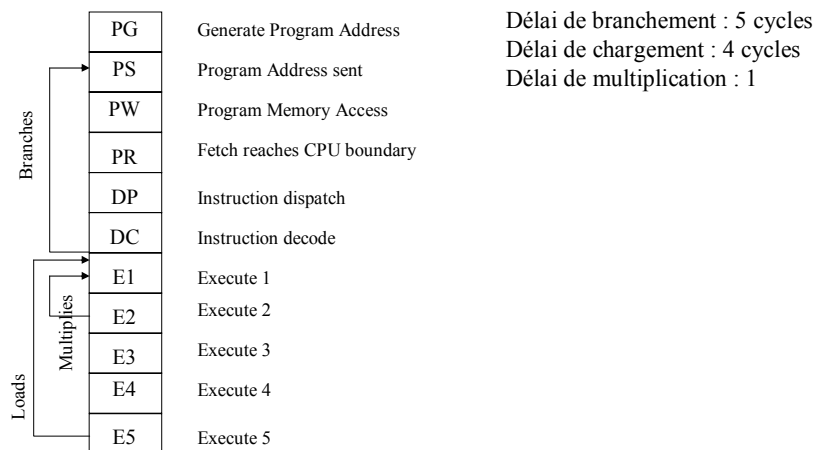 PG Generate Program Address
PS Program Address sent
PW Program Memory Access
PR Fetch reaches CPU boundary
DP Instruction dispatch
DC Instruction decode
E1 Execute 1
E2 Execute 2
E3 Execute 3
E4 Execute 4
E5 Execute 5
Branches
Multiplies
Loads
Délai de branchement : 5 cycles
Délai de chargement : 4 cycles
Délai de multiplication : 1